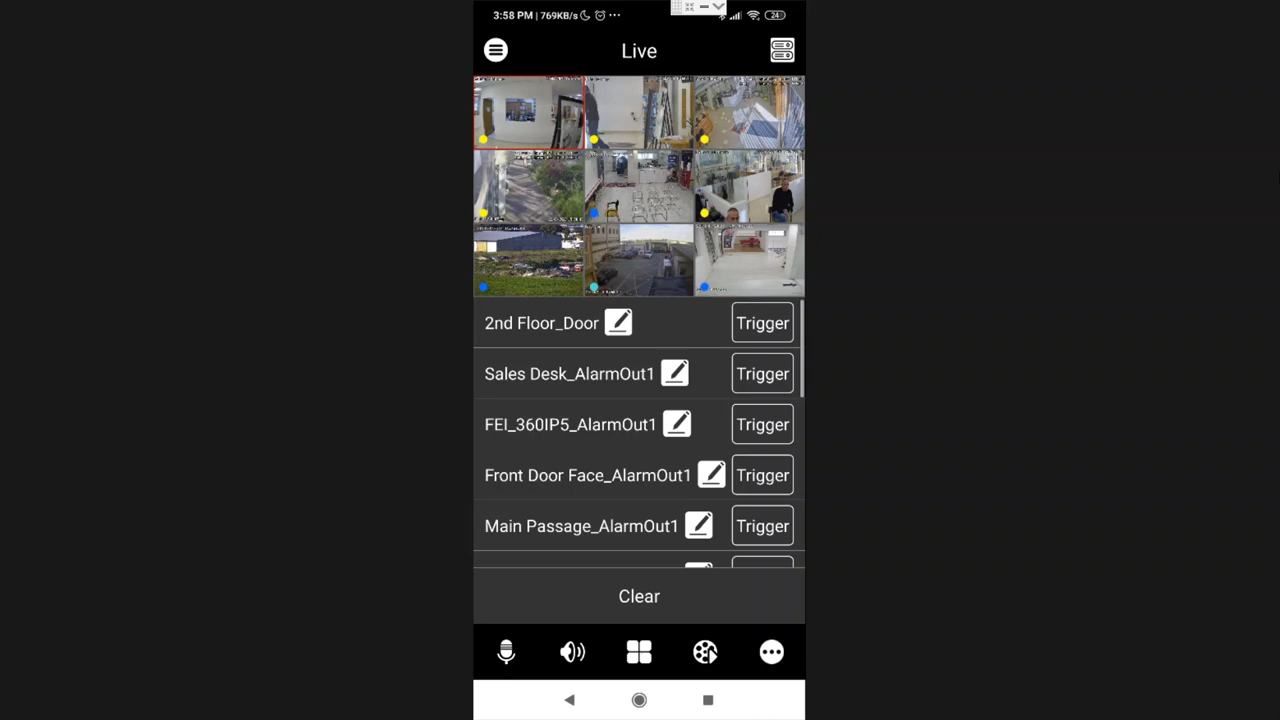 3:58 PM | 769KB/s ... 24
Live
2nd Floor_Door Trigger
Sales Desk_AlarmOut1 Trigger
FEI_360IP5_AlarmOut1 Trigger
Front Door Face_AlarmOut1 Trigger
Main Passage_AlarmOut1 Trigger
Clear